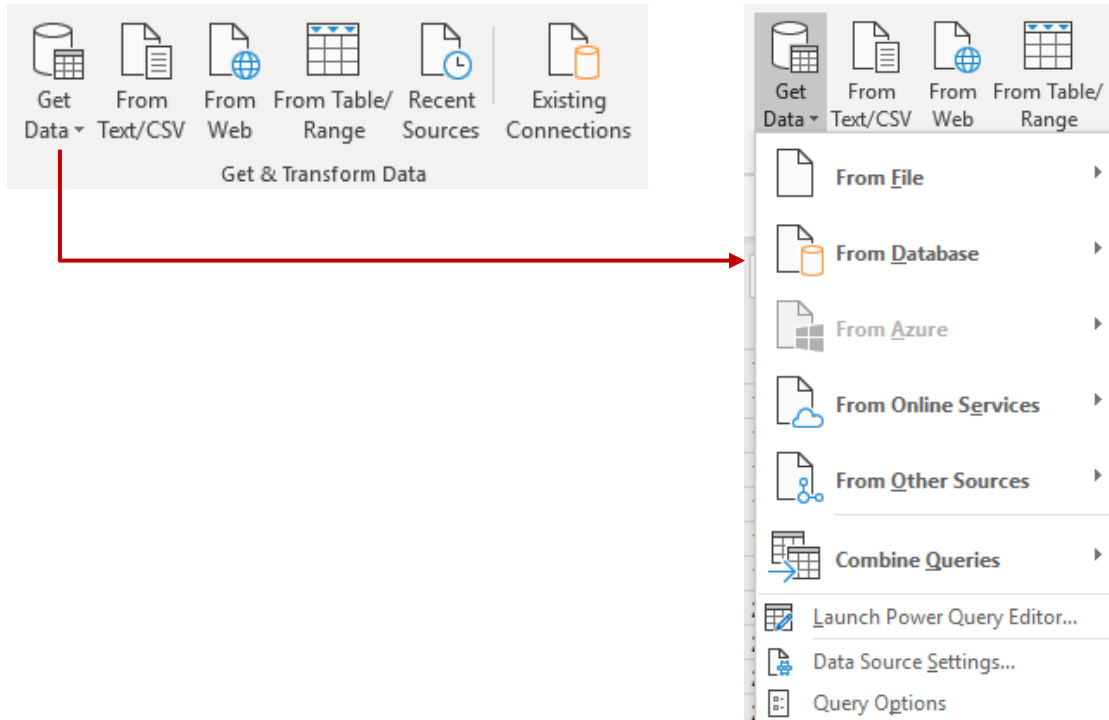 Get Data
From Text/CSV
From Web
From Table/ Range
Recent Sources
Existing Connections
Get & Transform Data
Get Data
From Text/CSV
From Web
From Table/ Range
From File
From Database
From Azure
From Online Services
From Other Sources
Combine Queries
Launch Power Query Editor...
Data Source Settings...
Query Options